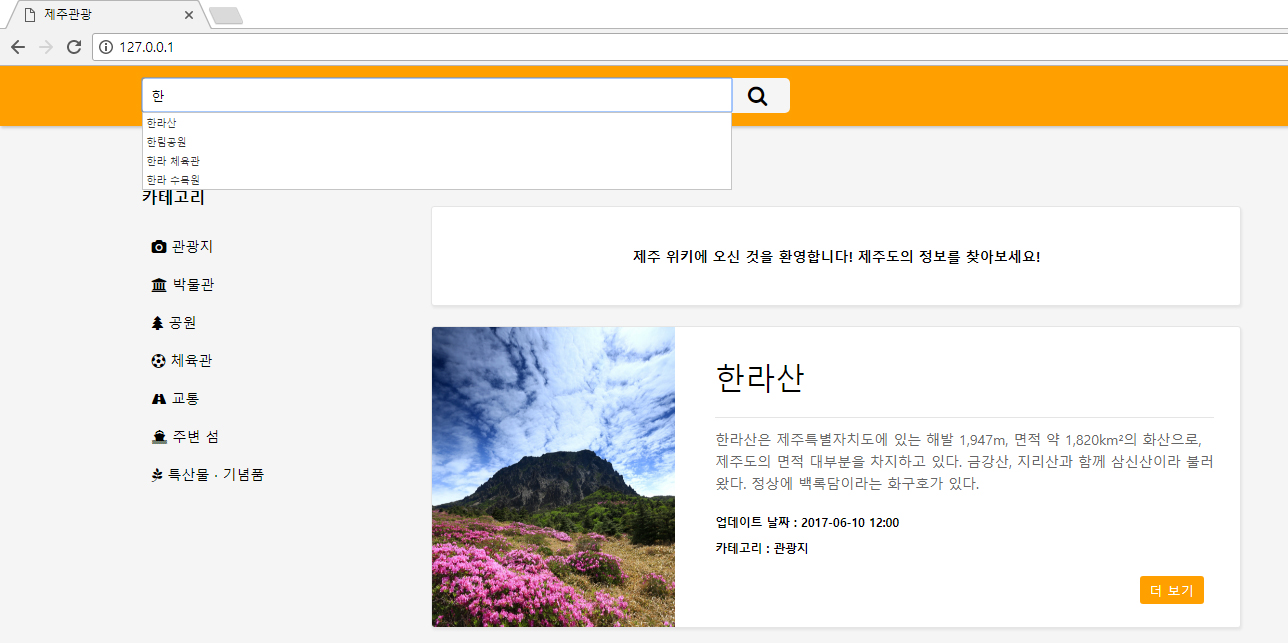 제주관광
127.0.0.1
한
한라산
한림공원
한라 체육관
한라 수목원
카테고리
관광지
박물관
공원
체육관
교통
주변 섬
특산물 · 기념품
제주 위키에 오신 것을 환영합니다! 제주도의 정보를 찾아보세요!
한라산
한라산은 제주특별자치도에 있는 해발 1,947m, 면적 약 1,820km²의 화산으로,
제주도의 면적 대부분을 차지하고 있다. 금강산, 지리산과 함께 삼신산이라 불러
왔다. 정상에 백록담이라는 화구호가 있다.
업데이트 날짜 : 2017-06-10 12:00
카테고리 : 관광지
더 보기